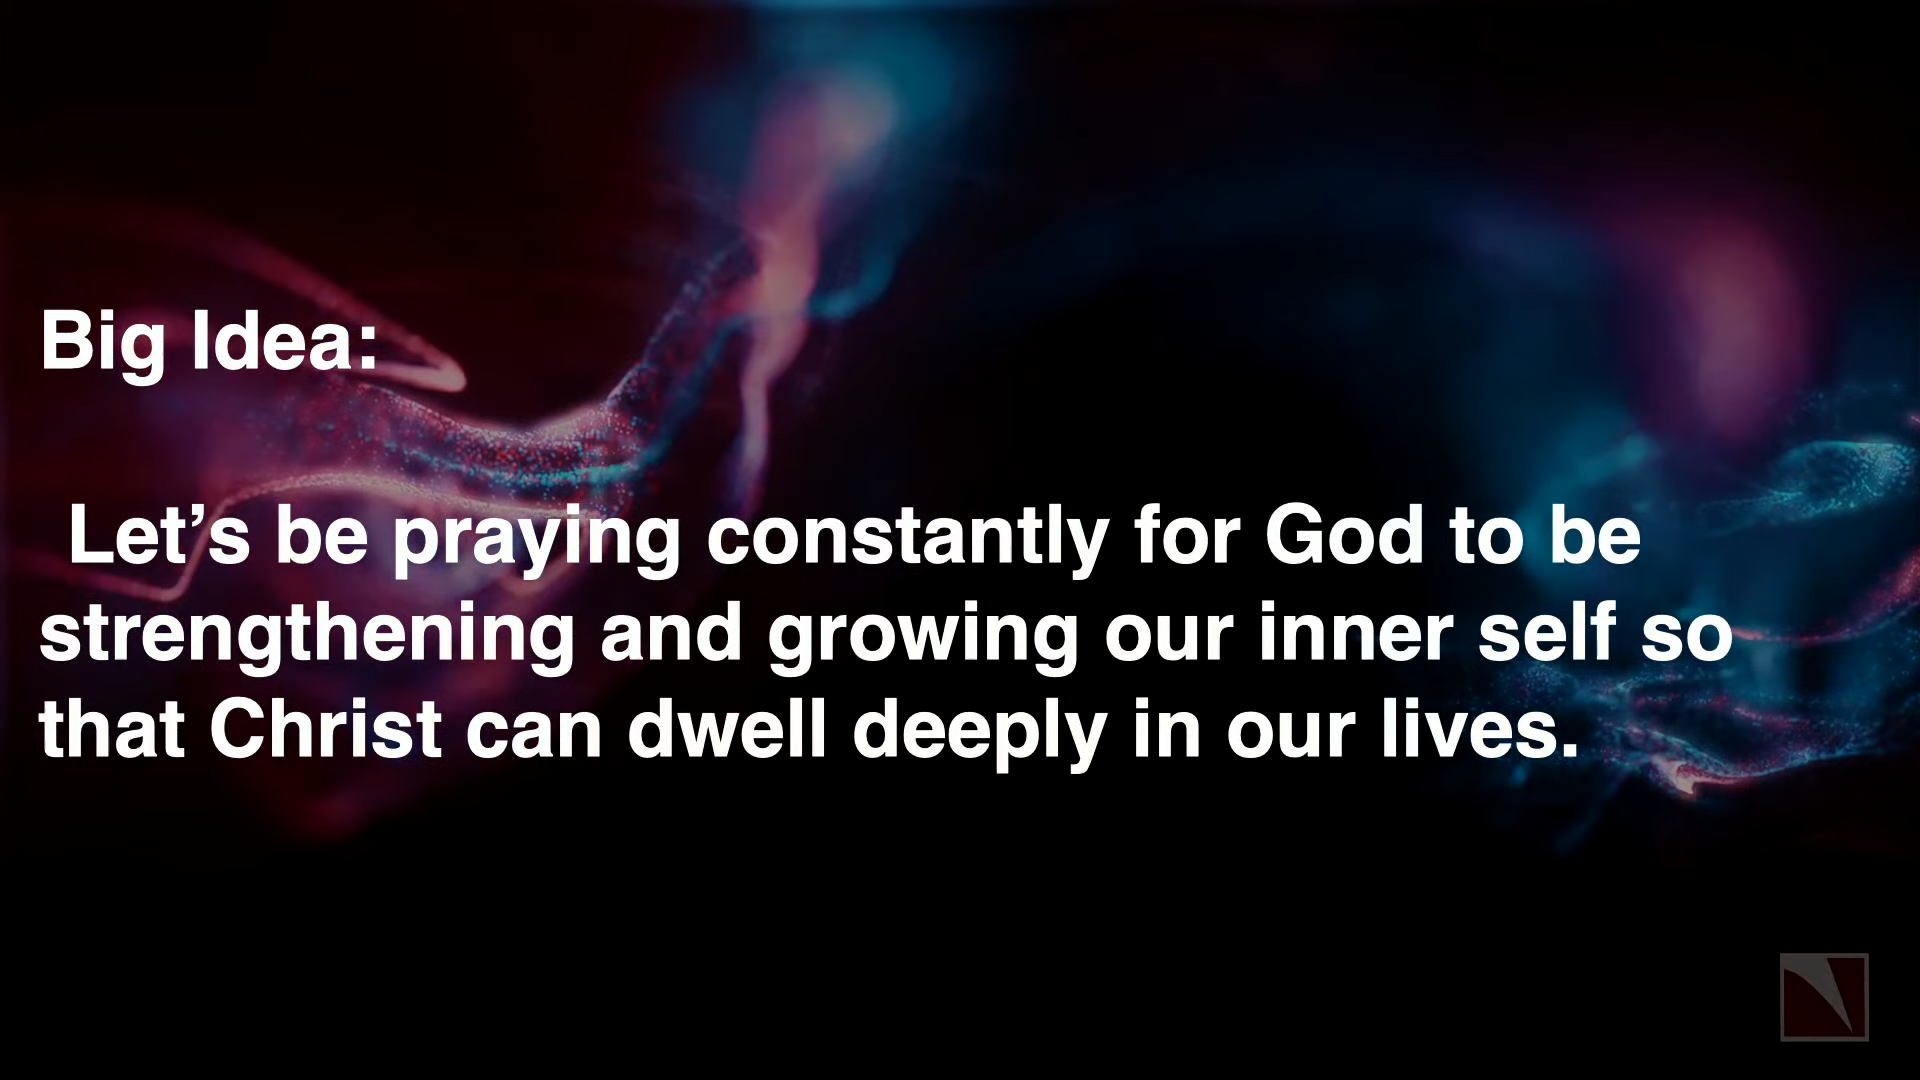 Big Idea:
Let’s be praying constantly for God to be
strengthening and growing our inner self so
that Christ can dwell deeply in our lives.